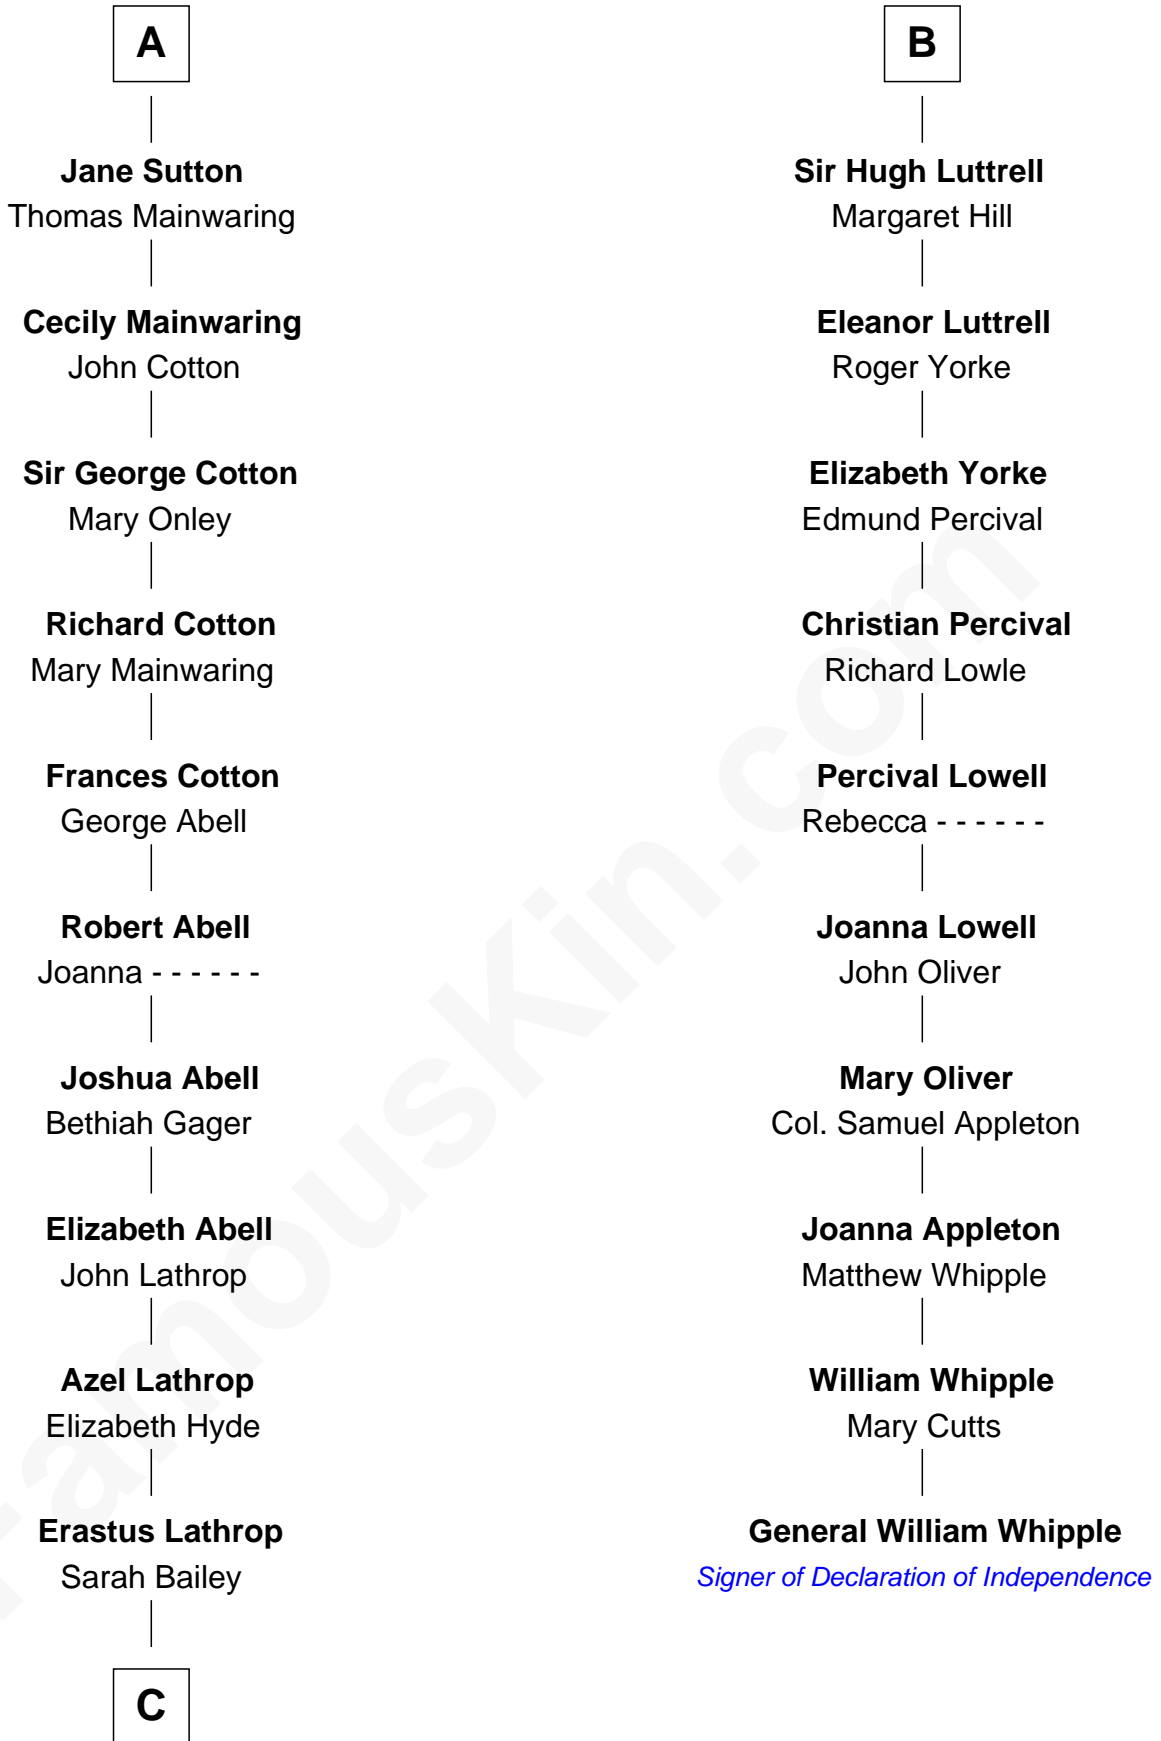 A
Jane Sutton
Thomas Mainwaring
Cecily Mainwaring
John Cotton
Sir George Cotton
Mary Onley
Richard Cotton
Mary Mainwaring
Frances Cotton
George Abell
Robert Abell
Joanna - - - - - -
Joshua Abell
Bethiah Gager
Elizabeth Abell
John Lathrop
Azel Lathrop
Elizabeth Hyde
Erastus Lathrop
Sarah Bailey
C
B
Sir Hugh Luttrell
Margaret Hill
Eleanor Luttrell
Roger Yorke
Elizabeth Yorke
Edmund Percival
Christian Percival
Richard Lowle
Percival Lowell
Rebecca - - - - - -
Joanna Lowell
John Oliver
Mary Oliver
Col. Samuel Appleton
Joanna Appleton
Matthew Whipple
William Whipple
Mary Cutts
General William Whipple
Signer of Declaration of Independence
FamousKin.com